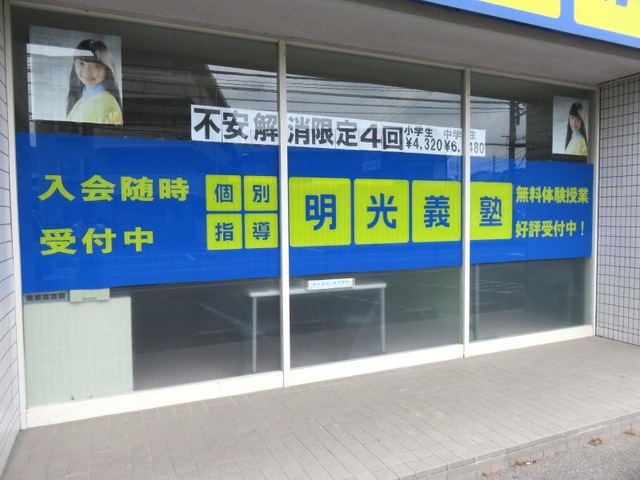 不安解消限定4回
小学生 中学生
¥4,320 ¥6,480
入会随時
受付中
個別
指導
明光義塾
無料体験授業
好評受付中!